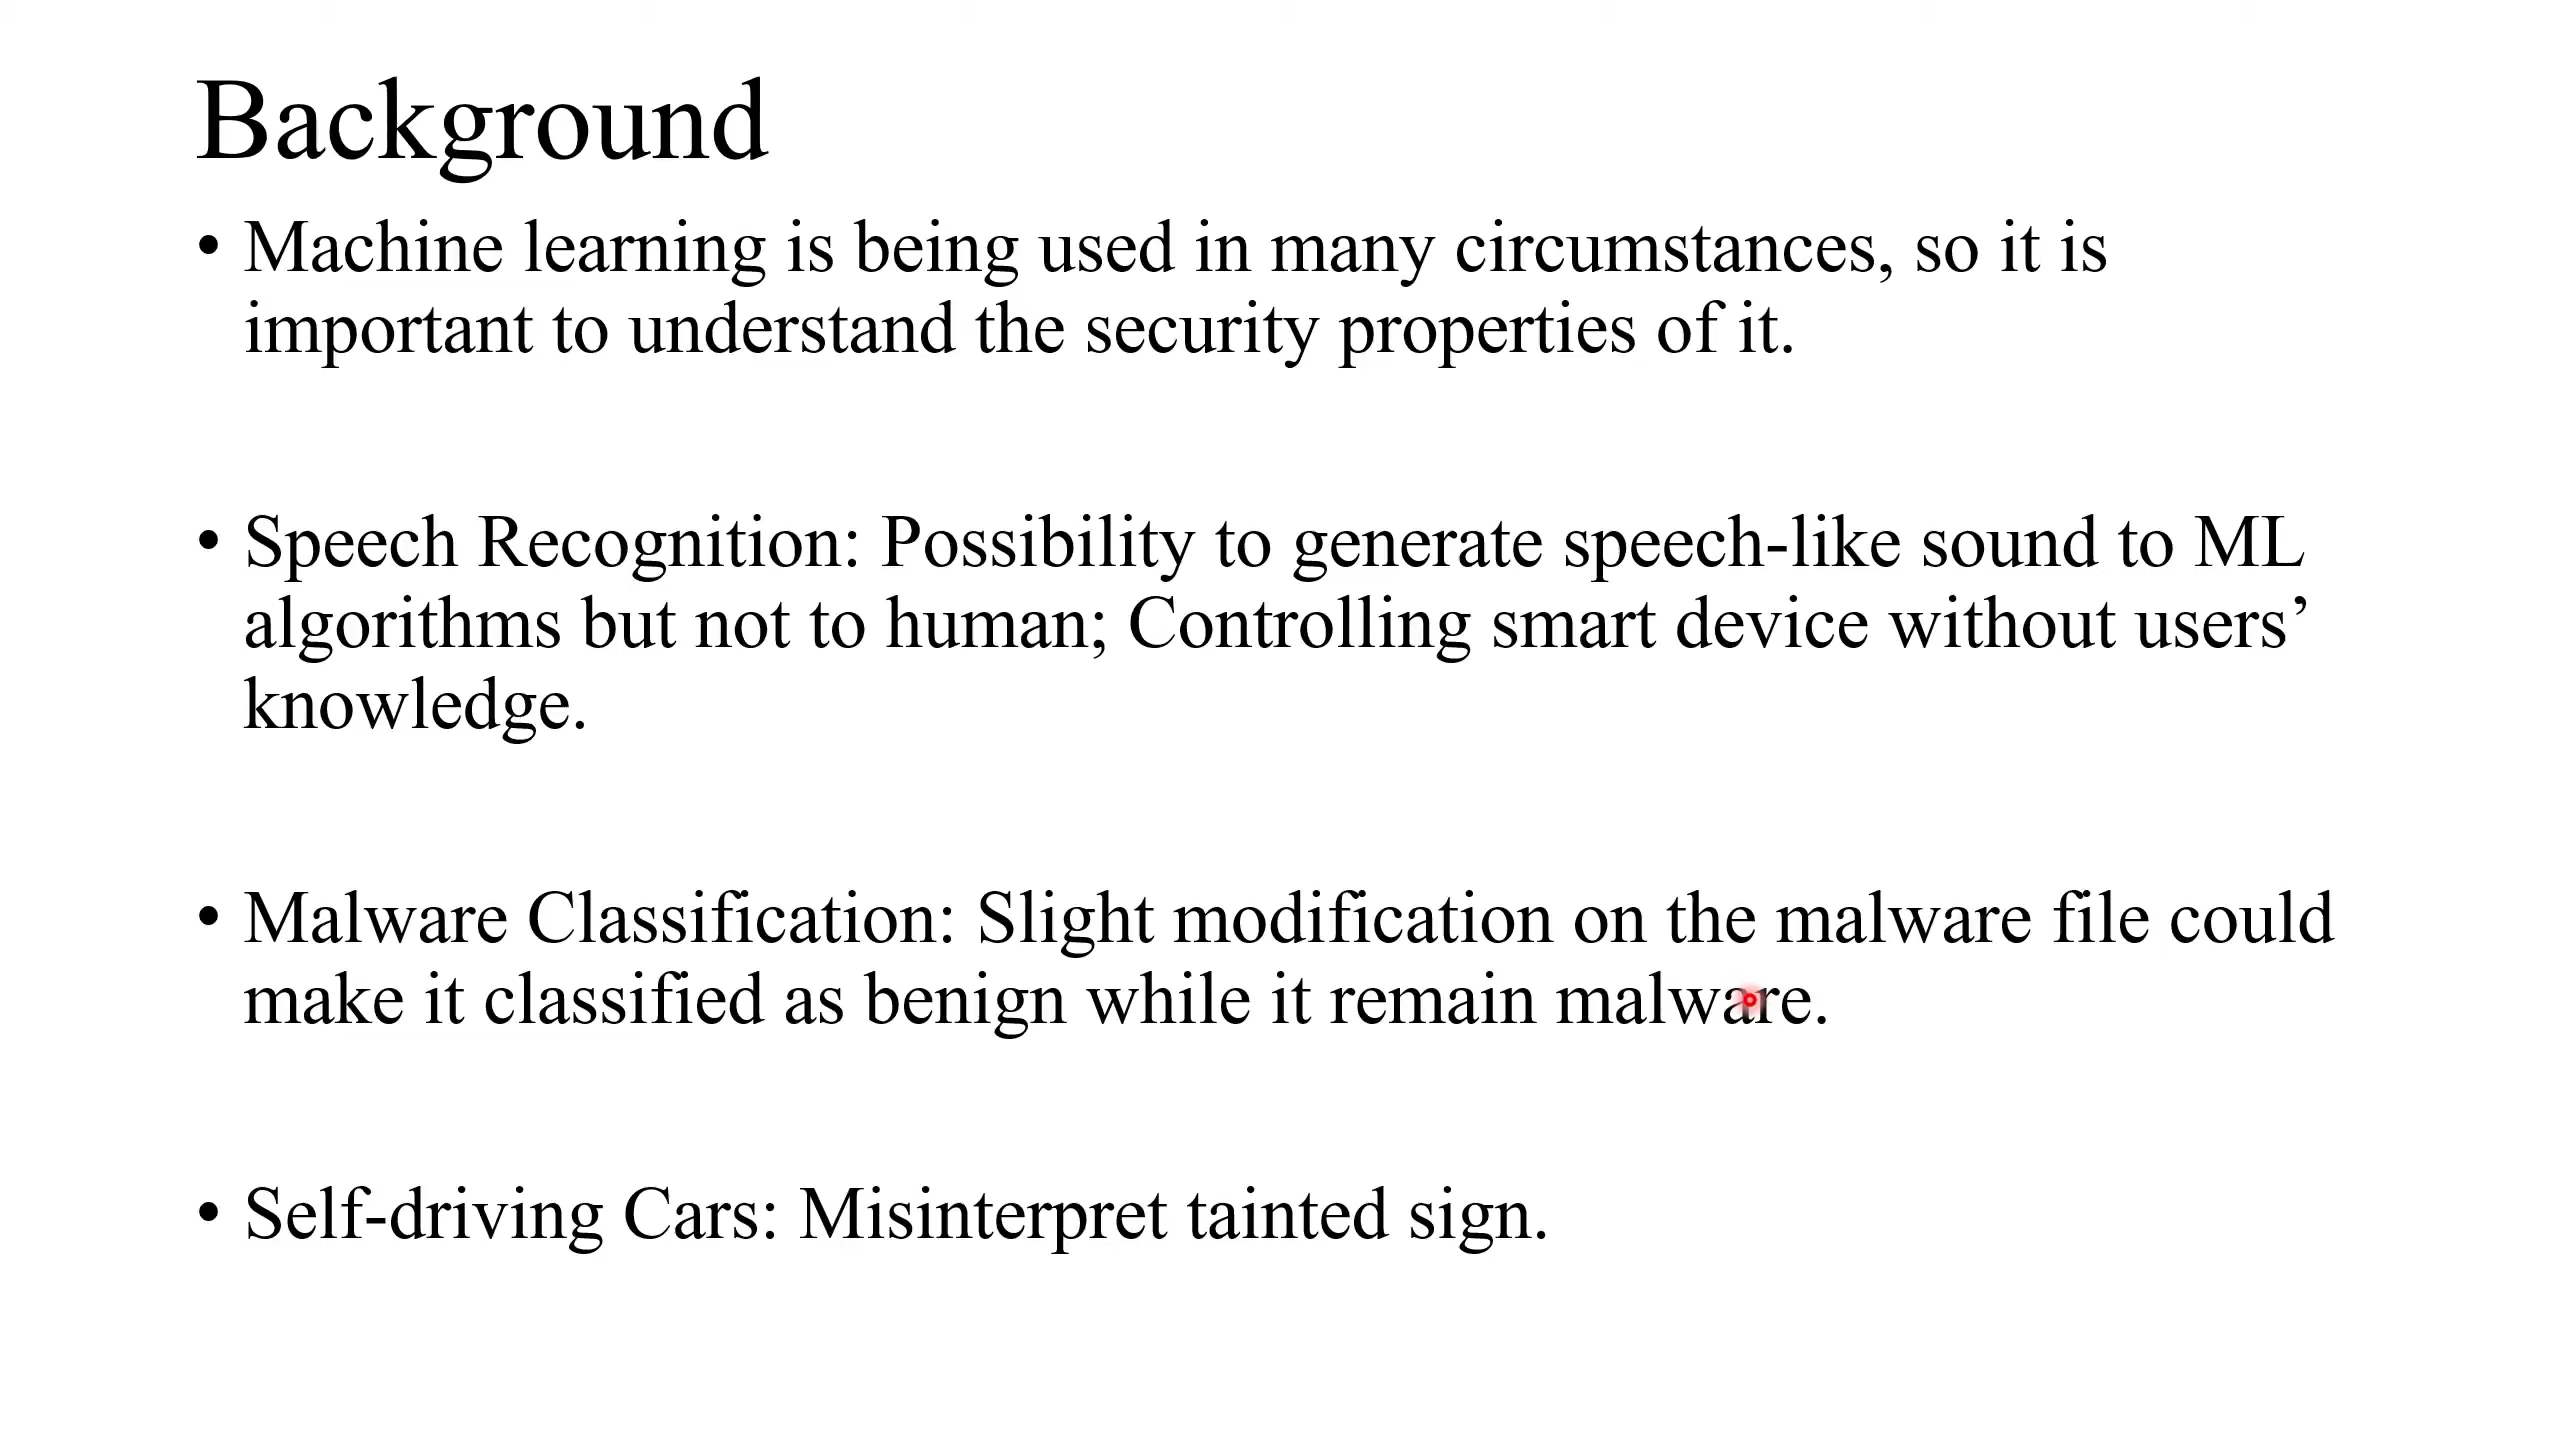 Background
• Machine learning is being used in many circumstances, so it is
important to understand the security properties of it.
• Speech Recognition: Possibility to generate speech-like sound to ML
algorithms but not to human; Controlling smart device without users’
knowledge.
• Malware Classification: Slight modification on the malware file could
make it classified as benign while it remain malware.
• Self-driving Cars: Misinterpret tainted sign.